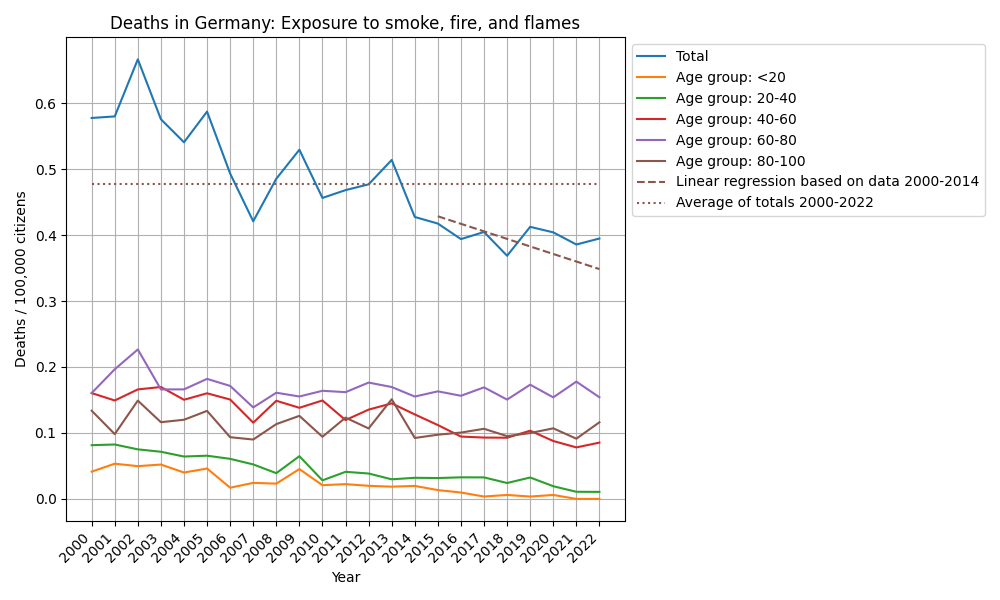 Deaths in Germany: Exposure to smoke, fire, and flames
Total
Age group: <20
Age group: 20-40
Age group: 40-60
Age group: 60-80
Age group: 80-100
Linear regression based on data 2000-2014
Average of totals 2000-2022
Deaths / 100,000 citizens
0.6
0.5
0.4
0.3
0.2
0.1
0.0
2000
2001
2002
2003
2004
2005
2006
2007
2008
2009
2010
2011
2012
2013
2014
2015
2016
2017
2018
2019
2020
2021
2022
Year